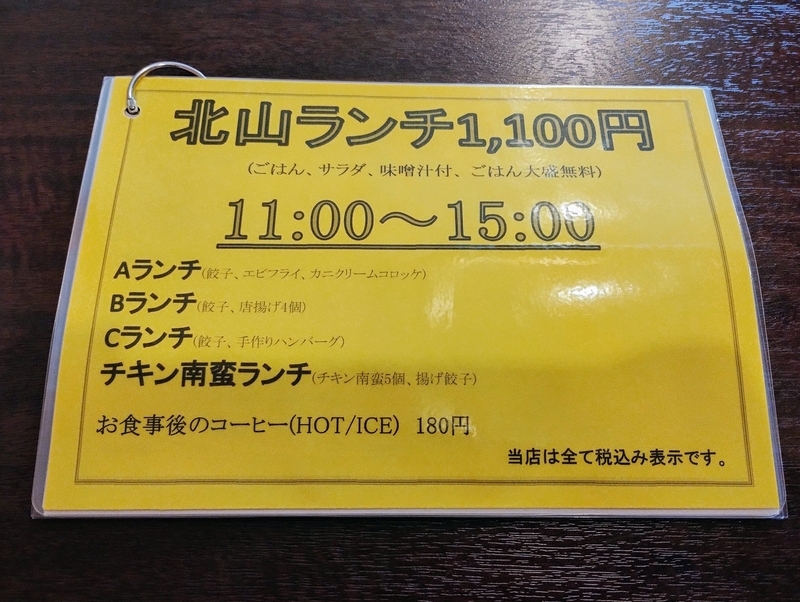 北山ランチ1,100円
(ごはん、サラダ、味噌汁付、ごはん大盛無料)
11:00～15:00
Aランチ(餃子、エビフライ、カニクリームコロッケ)
Bランチ(餃子、唐揚げ4個)
Cランチ(餃子、手作りハンバーグ)
チキン南蛮ランチ(チキン南蛮5個、揚げ餃子)
お食事後のコーヒー(HOT/ICE) 180円
当店は全て税込み表示です。